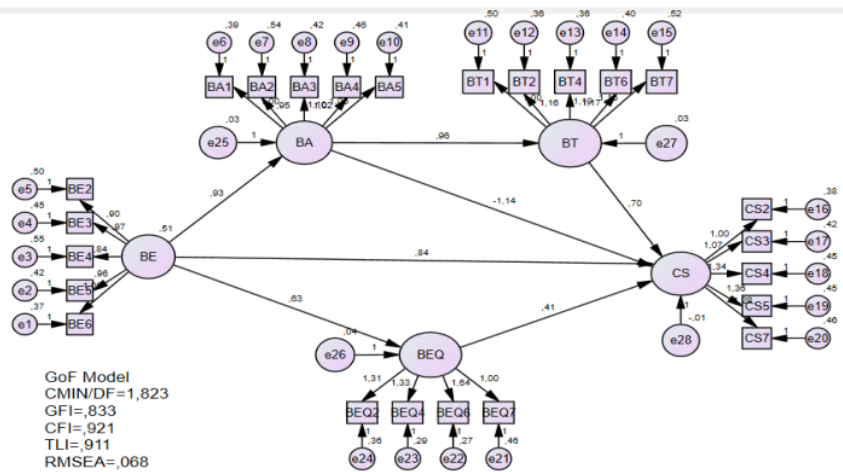 ,39 ,54 ,42 ,46 ,41
e6 e7 e8 e9 e10
1 1 1 1 1
BA1 BA2 BA3 BA4 BA5
,95
,50 ,36 ,36 ,40 ,52
e11 e12 e13 e14 e15
1 1 1 1 1
BT1 BT2 BT4 BT6 BT7
1,16
,03
e25 1 BA ,96 BT 1 e27
,03
,50
e5 1 BE2
,45
e4 1 BE3
,55
e3 1 BE4
,42
e2 1 BE5
,37
e1 1 BE6
,90
,97
,84
,96
,51
BE
,93
-1,14
,70
,84
,63
,41
CS
1,00
1,07
1,34
1,36
CS2 1 e16 ,38
CS3 1 e17 ,42
CS4 1 e18 ,45
CS5 1 e19 ,45
CS7 1 e20 ,46
1
-,01
e28
,04
e26 1 BEQ
1,31 1,33 1,64 1,00
BEQ2 BEQ4 BEQ6 BEQ7
1 1 1 1
,36 ,29 ,27 ,46
e24 e23 e22 e21
GoF Model
CMIN/DF=1,823
GFI=,833
CFI=,921
TLI=,911
RMSEA=,068